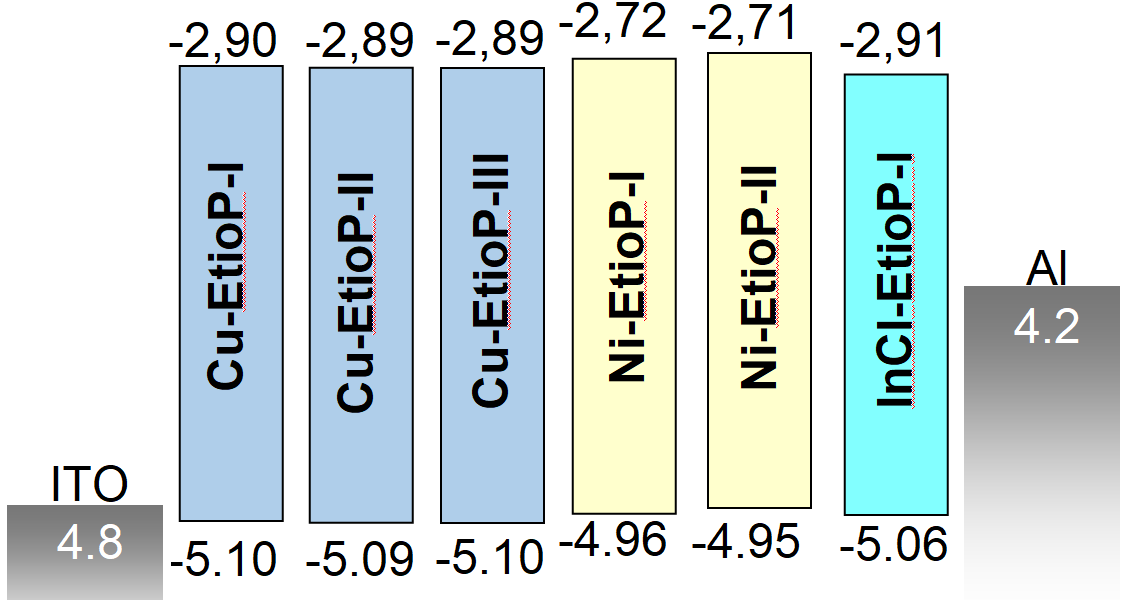 -2,90
-2,89
-2,89
-2,72
-2,71
-2,91
Cu-EtioP-I
Cu-EtioP-II
Cu-EtioP-III
Ni-EtioP-I
Ni-EtioP-II
InCl-EtioP-I
Al
4.2
ITO
4.8
-5.10
-5.09
-5.10
-4.96
-4.95
-5.06